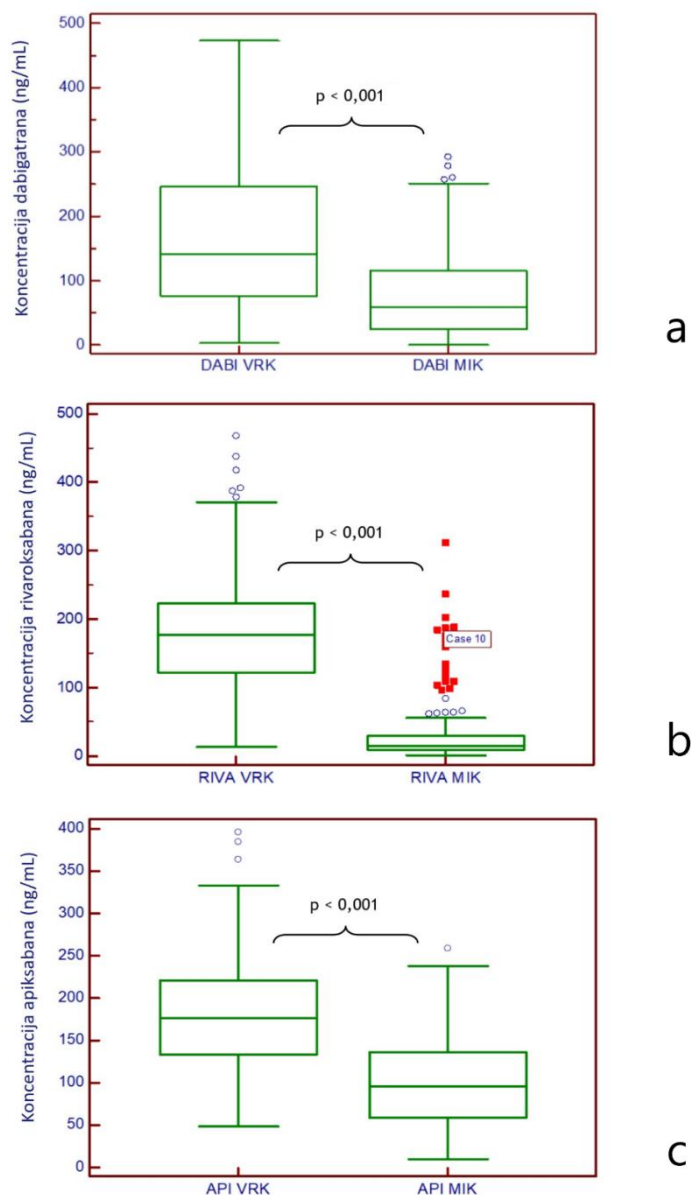 Koncentracija dabigatrana (ng/mL)
500
400
300
200
100
0
p < 0,001
DABI VRK
DABI MIK
a
Koncentracija rivaroksabana (ng/mL)
500
400
300
200
100
0
p < 0,001
Case 10
RIVA VRK
RIVA MIK
b
Koncentracija apiksabana (ng/mL)
400
350
300
250
200
150
100
50
0
p < 0,001
API VRK
API MIK
c